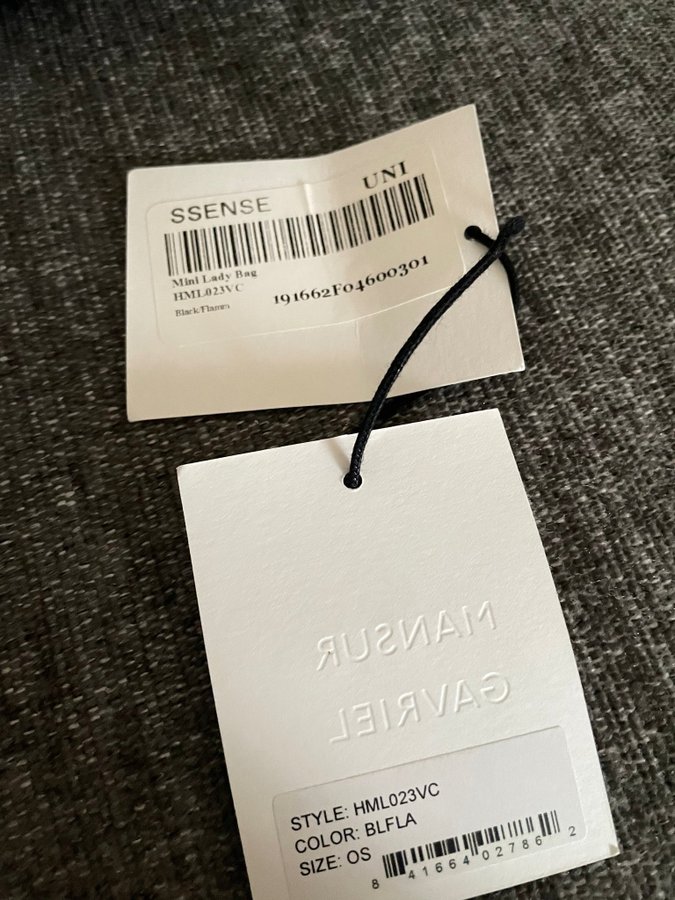 SSENSE
UNI
Mini Lady Bag
HML023VC
191662F04600301
Black/Flamm
MANSUR
GAVRIEL
STYLE: HML023VC
COLOR: BLFLA
SIZE: OS
8 41664 02786 2